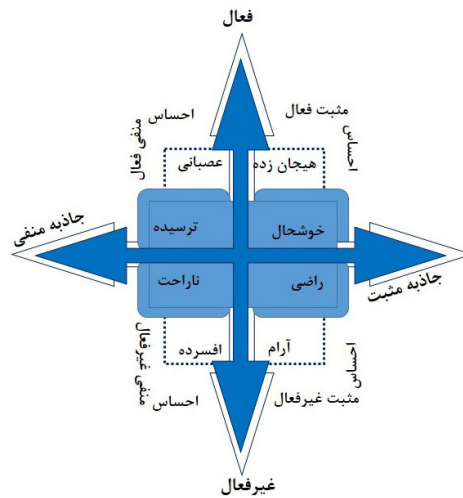 فعال
احساس
مثبت فعال
احساس
منفی فعال
هیجان زده
عصبانی
خوشحال
ترسیده
جاذبه مثبت
جاذبه منفی
راضی
ناراحت
آرام
افسرده
احساس
مثبت غیرفعال
احساس
منفی غیرفعال
غیرفعال